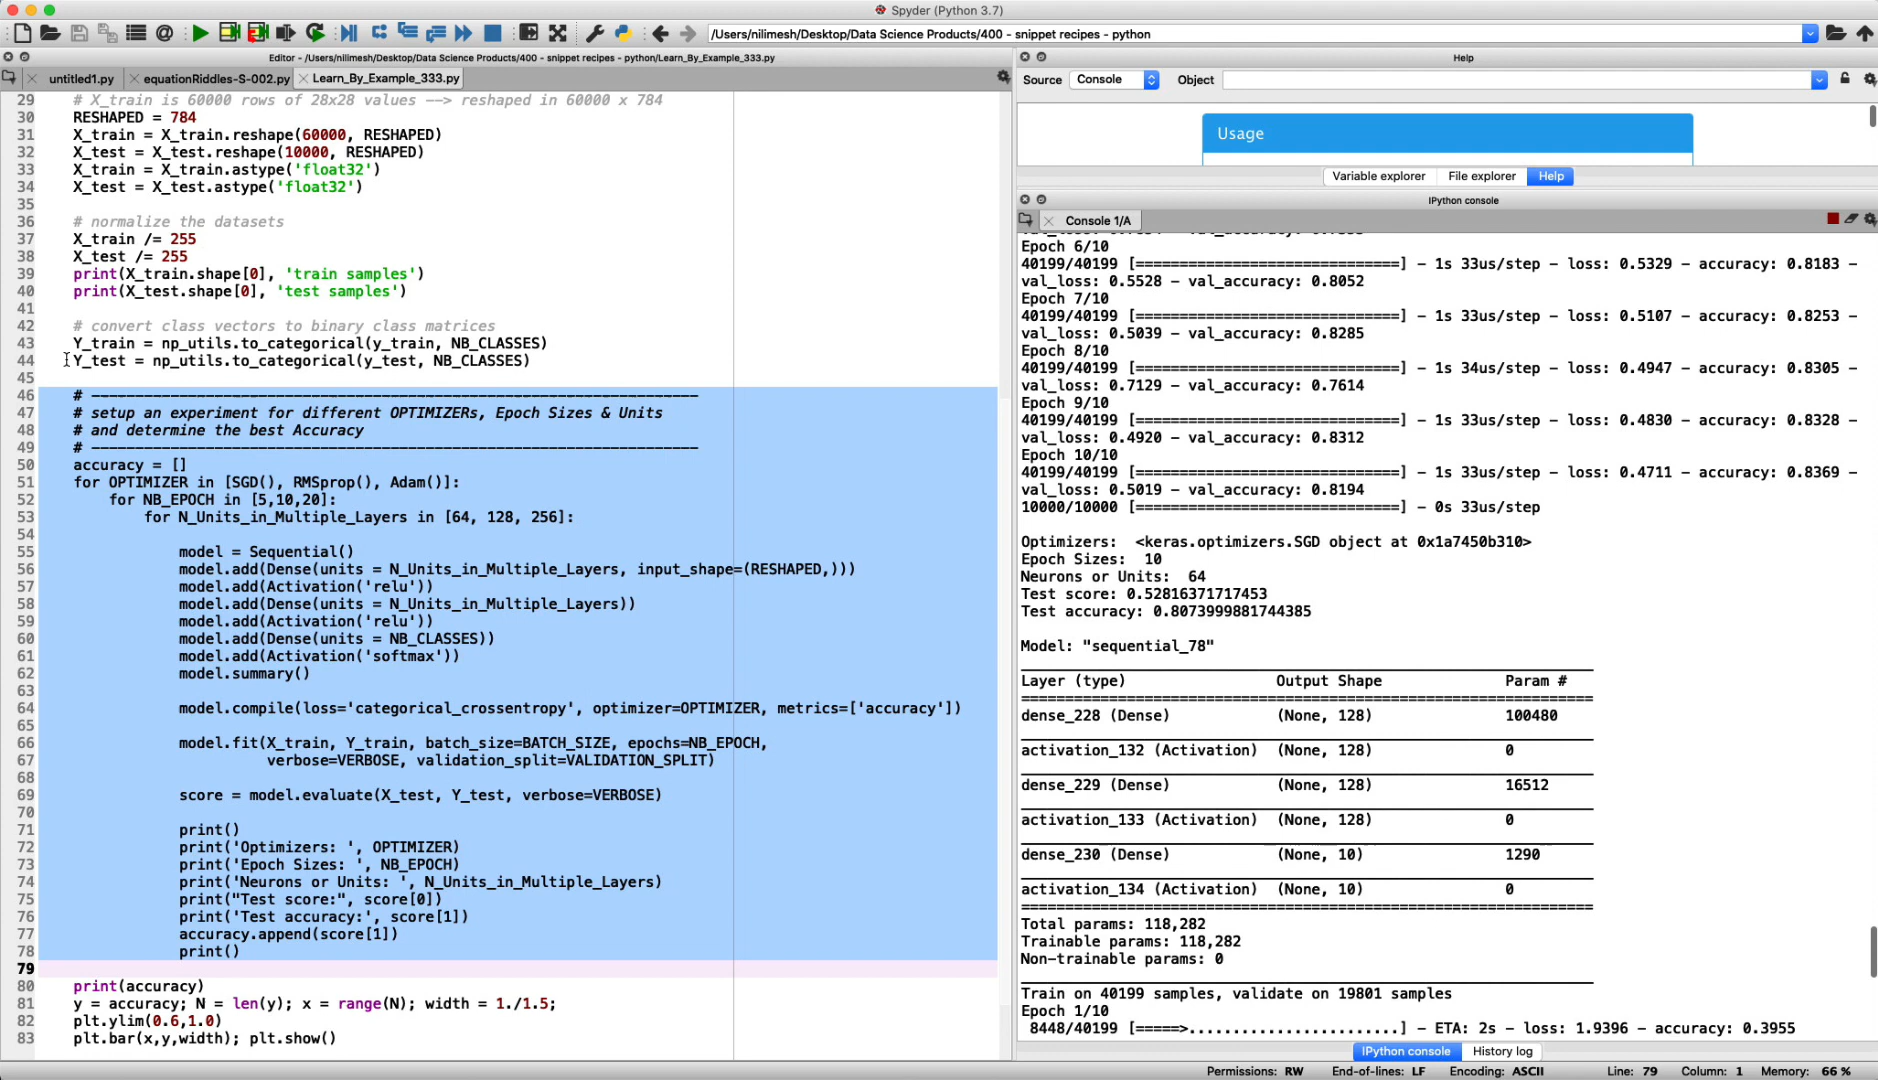 Spyder (Python 3.7)
/Users/nilimesh/Desktop/Data Science Products/400 - snippet recipes - python
Editor - /Users/nilimesh/Desktop/Data Science Products/400 - snippet recipes - python/Learn_By_Example_333.py
untitled1.py
equationRiddles-S-002.py
Learn_By_Example_333.py
29 # X_train is 60000 rows of 28x28 values --> reshaped in 60000 x 784
30 RESHAPED = 784
31 X_train = X_train.reshape(60000, RESHAPED)
32 X_test = X_test.reshape(10000, RESHAPED)
33 X_train = X_train.astype('float32')
34 X_test = X_test.astype('float32')
35
36 # normalize the datasets
37 X_train /= 255
38 X_test /= 255
39 print(X_train.shape[0], 'train samples')
40 print(X_test.shape[0], 'test samples')
41
42 # convert class vectors to binary class matrices
43 Y_train = np_utils.to_categorical(y_train, NB_CLASSES)
44 Y_test = np_utils.to_categorical(y_test, NB_CLASSES)
45
46 # ----------------------------------------------------------------------
47 # setup an experiment for different OPTIMIZERs, Epoch Sizes & Units
48 # and determine the best Accuracy
49 # ----------------------------------------------------------------------
50 accuracy = []
51 for OPTIMIZER in [SGD(), RMSprop(), Adam()]:
52 for NB_EPOCH in [5,10,20]:
53 for N_Units_in_Multiple_Layers in [64, 128, 256]:
54
55 model = Sequential()
56 model.add(Dense(units = N_Units_in_Multiple_Layers, input_shape=(RESHAPED,)))
57 model.add(Activation('relu'))
58 model.add(Dense(units = N_Units_in_Multiple_Layers))
59 model.add(Activation('relu'))
60 model.add(Dense(units = NB_CLASSES))
61 model.add(Activation('softmax'))
62 model.summary()
63
64 model.compile(loss='categorical_crossentropy', optimizer=OPTIMIZER, metrics=['accuracy'])
65
66 model.fit(X_train, Y_train, batch_size=BATCH_SIZE, epochs=NB_EPOCH,
67 verbose=VERBOSE, validation_split=VALIDATION_SPLIT)
68
69 score = model.evaluate(X_test, Y_test, verbose=VERBOSE)
70
71 print()
72 print('Optimizers: ', OPTIMIZER)
73 print('Epoch Sizes: ', NB_EPOCH)
74 print('Neurons or Units: ', N_Units_in_Multiple_Layers)
75 print("Test score:", score[0])
76 print('Test accuracy:', score[1])
77 accuracy.append(score[1])
78 print()
79
80 print(accuracy)
81 y = accuracy; N = len(y); x = range(N); width = 1./1.5;
82 plt.ylim(0.6,1.0)
83 plt.bar(x,y,width); plt.show()
Help
Source Console Object
Usage
Variable explorer File explorer Help
IPython console
Console 1/A
Epoch 6/10
40199/40199 [==============================] - 1s 33us/step - loss: 0.5329 - accuracy: 0.8183 -
val_loss: 0.5528 - val_accuracy: 0.8052
Epoch 7/10
40199/40199 [==============================] - 1s 33us/step - loss: 0.5107 - accuracy: 0.8253 -
val_loss: 0.5039 - val_accuracy: 0.8285
Epoch 8/10
40199/40199 [==============================] - 1s 34us/step - loss: 0.4947 - accuracy: 0.8305 -
val_loss: 0.7129 - val_accuracy: 0.7614
Epoch 9/10
40199/40199 [==============================] - 1s 33us/step - loss: 0.4830 - accuracy: 0.8328 -
val_loss: 0.4920 - val_accuracy: 0.8312
Epoch 10/10
40199/40199 [==============================] - 1s 33us/step - loss: 0.4711 - accuracy: 0.8369 -
val_loss: 0.5019 - val_accuracy: 0.8194
10000/10000 [==============================] - 0s 33us/step
Optimizers: <keras.optimizers.SGD object at 0x1a7450b310>
Epoch Sizes: 10
Neurons or Units: 64
Test score: 0.52816371717453
Test accuracy: 0.8073999881744385
Model: "sequential_78"
Layer (type) Output Shape Param #
=================================================================
dense_228 (Dense) (None, 128) 100480
activation_132 (Activation) (None, 128) 0
dense_229 (Dense) (None, 128) 16512
activation_133 (Activation) (None, 128) 0
dense_230 (Dense) (None, 10) 1290
activation_134 (Activation) (None, 10) 0
=================================================================
Total params: 118,282
Trainable params: 118,282
Non-trainable params: 0
Train on 40199 samples, validate on 19801 samples
Epoch 1/10
8448/40199 [=====>........................] - ETA: 2s - loss: 1.9396 - accuracy: 0.3955
IPython console History log
Permissions: RW End-of-lines: LF Encoding: ASCII Line: 79 Column: 1 Memory: 66 %